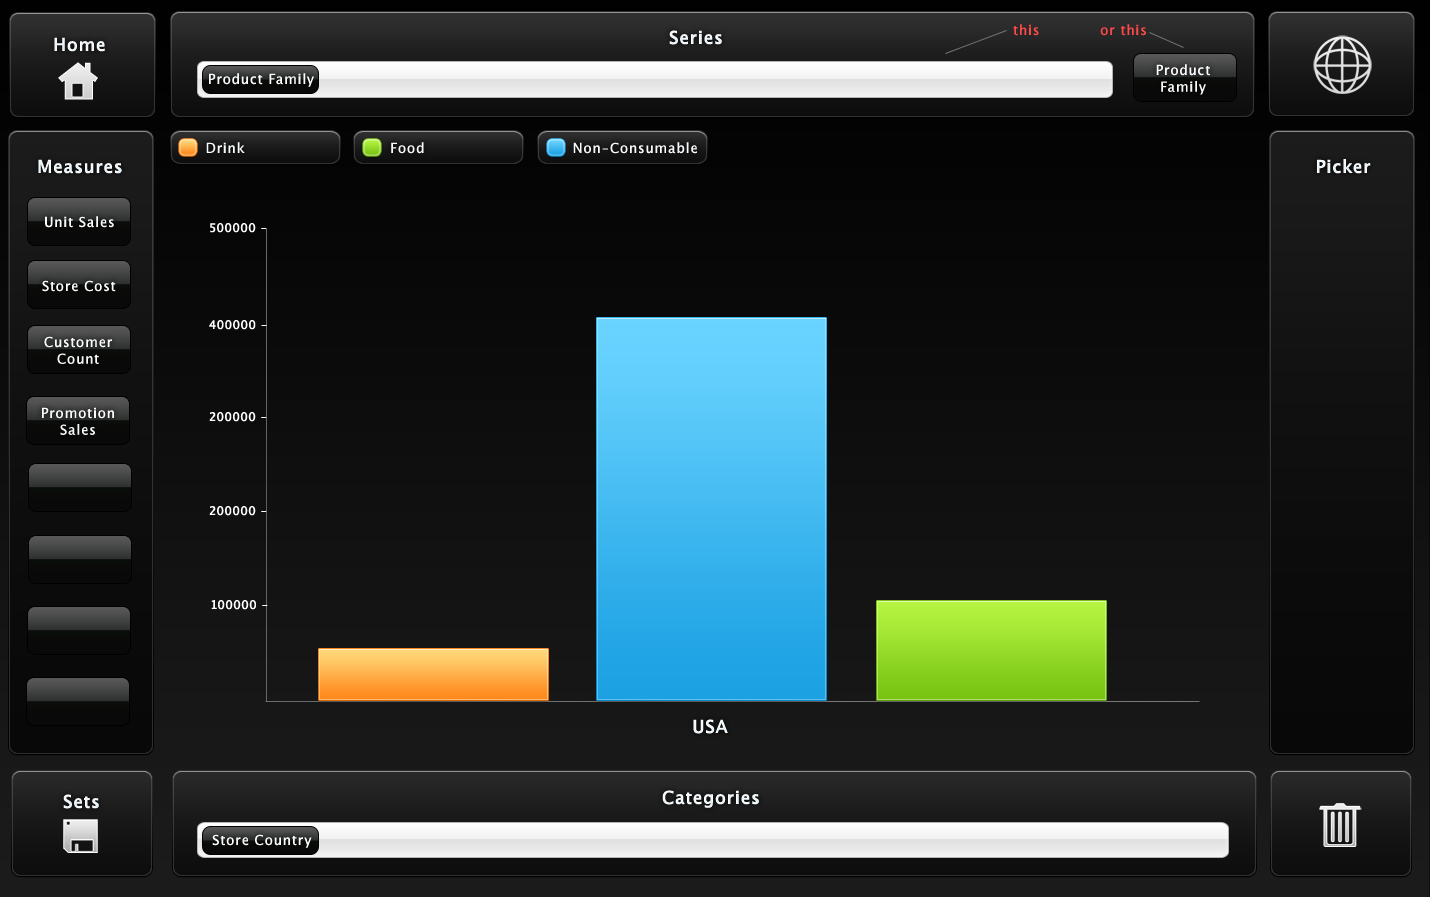 Home
Series
this
or this
Product Family
Product
Family
Measures
Drink
Food
Non-Consumable
Picker
Unit Sales
Store Cost
Customer
Count
Promotion
Sales
500000
400000
200000
200000
100000
USA
Sets
Categories
Store Country